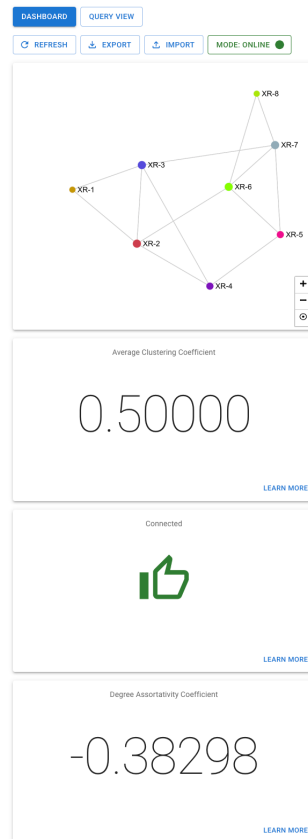 DASHBOARD QUERY VIEW
REFRESH EXPORT IMPORT MODE: ONLINE
XR-8
XR-7
XR-3
XR-1
XR-6
XR-5
XR-2
XR-4
+
−
Average Clustering Coefficient
0.50000
LEARN MORE
Connected
LEARN MORE
Degree Assortativity Coefficient
-0.38298
LEARN MORE